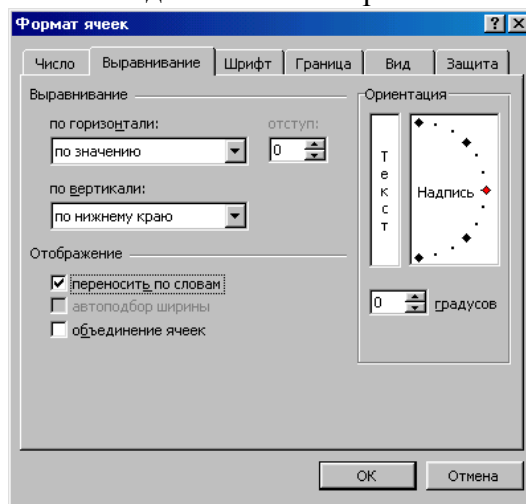 Формат ячеек
Число Выравнивание Шрифт Граница Вид Защита
Выравнивание
по горизонтали: отступ:
по значению 0
по вертикали:
по нижнему краю
Отображение
переносить по словам
автоподбор ширины
объединение ячеек
Ориентация
Текст
Надпись
0 градусов
ОК Отмена